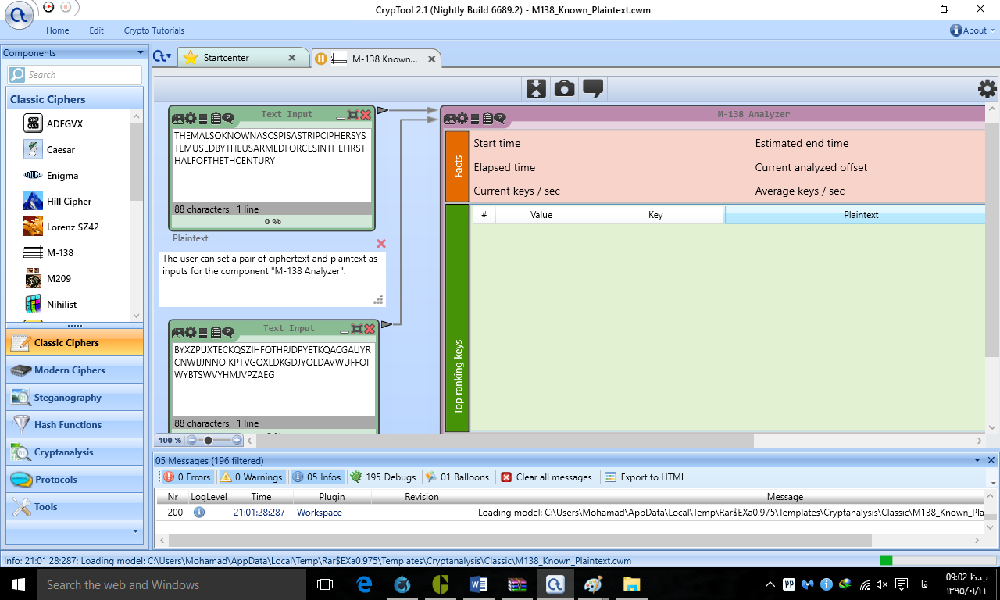 CrypTool 2.1 (Nightly Build 6689.2) - M138_Known_Plaintext.cwm
Home Edit Crypto Tutorials About
Components
Search
Classic Ciphers
ADFGVX
Caesar
Enigma
Hill Cipher
Lorenz SZ42
M-138
M209
Nihilist
Classic Ciphers
Modern Ciphers
Steganography
Hash Functions
Cryptanalysis
Protocols
Tools
Startcenter
M-138 Known...
Text Input
THEMALSOKNOWNASCSPISASTRIPCIPHERSYS
TEMUSEDBYTHEUSARMEDFORCESINTHEFIRST
HALFOFTHETHCENTURY
88 characters, 1 line
0 %
Plaintext
The user can set a pair of ciphertext and plaintext as
inputs for the component "M-138 Analyzer".
Text Input
BYXZPUXTECKQSZIHFOTHPJDPYETKQACGAUYR
CNWIJJNNOIKPTVGQXLDKGDJYQLDAVWUFFOI
WYBTSWVYHMJVPZAEG
88 characters, 1 line
M-138 Analyzer
Facts
Start time Estimated end time
Elapsed time Current analyzed offset
Current keys / sec Average keys / sec
Top ranking keys
# Value Key Plaintext
100 %
05 Messages (196 filtered)
0 Errors 0 Warnings 05 Infos 195 Debugs 01 Balloons Clear all messages Export to HTML
Nr LogLevel Time Plugin Revision Message
200 21:01:28:287 Workspace - Loading model: C:\Users\Mohamad\AppData\Local\Temp\Rar$EXa0.975\Templates\Cryptanalysis\Classic\M138_Known_Pla
Info: 21:01:28:287: Loading model: C:\Users\Mohamad\AppData\Local\Temp\Rar$EXa0.975\Templates\Cryptanalysis\Classic\M138_Known_Plaintext.cwm
Search the web and Windows
فا
09:02 ب.ظ
۱۳۹۵/۰۱/۲۲